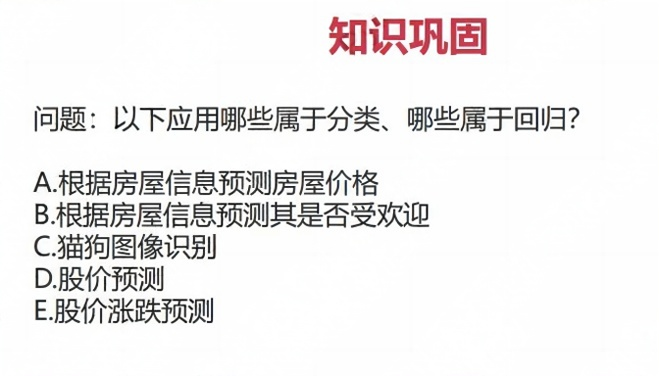 知识巩固
问题：以下应用哪些属于分类、哪些属于回归？
A.根据房屋信息预测房屋价格
B.根据房屋信息预测其是否受欢迎
C.猫狗图像识别
D.股价预测
E.股价涨跌预测